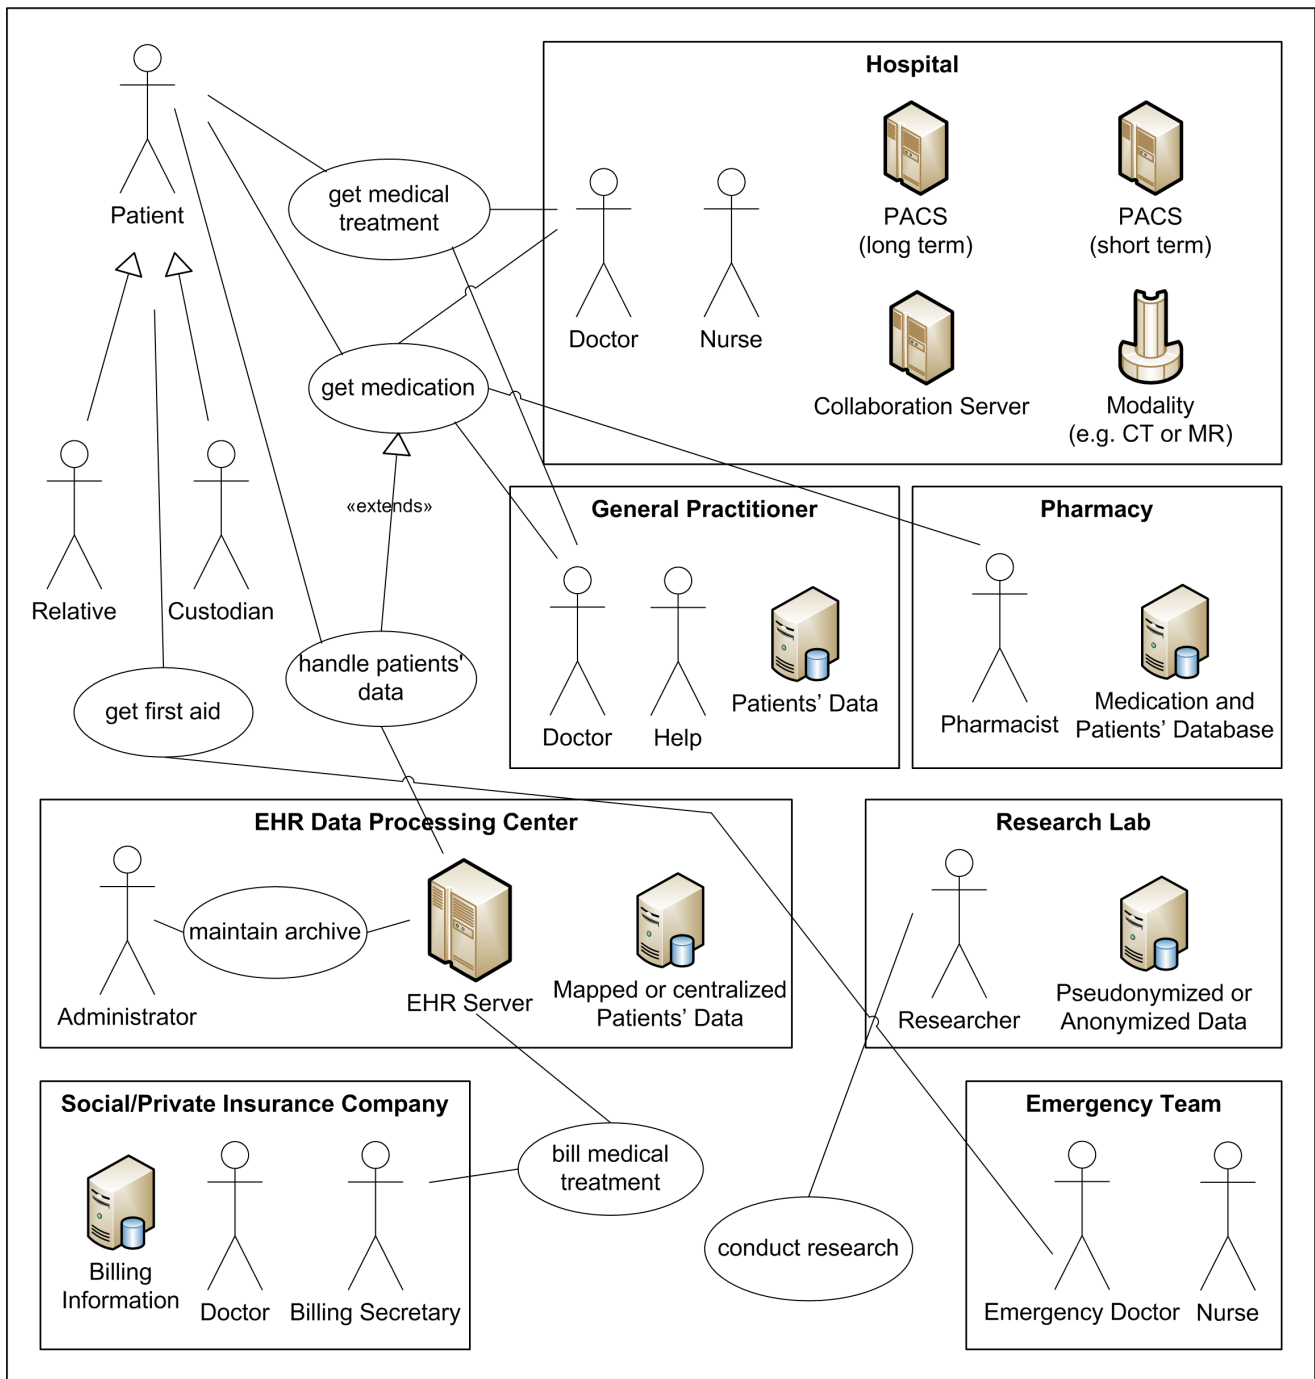 Hospital
Patient
get medical
treatment
Doctor
Nurse
PACS
(long term)
PACS
(short term)
get medication
Collaboration Server
Modality
(e.g. CT or MR)
«extends»
Relative
Custodian
General Practitioner
Pharmacy
handle patients'
data
get first aid
Doctor
Help
Patients’ Data
Pharmacist
Medication and
Patients’ Database
EHR Data Processing Center
Research Lab
maintain archive
Administrator
EHR Server
Mapped or centralized
Patients’ Data
Researcher
Pseudonymized or
Anonymized Data
Social/Private Insurance Company
Emergency Team
bill medical
treatment
conduct research
Billing
Information
Doctor
Billing Secretary
Emergency Doctor
Nurse